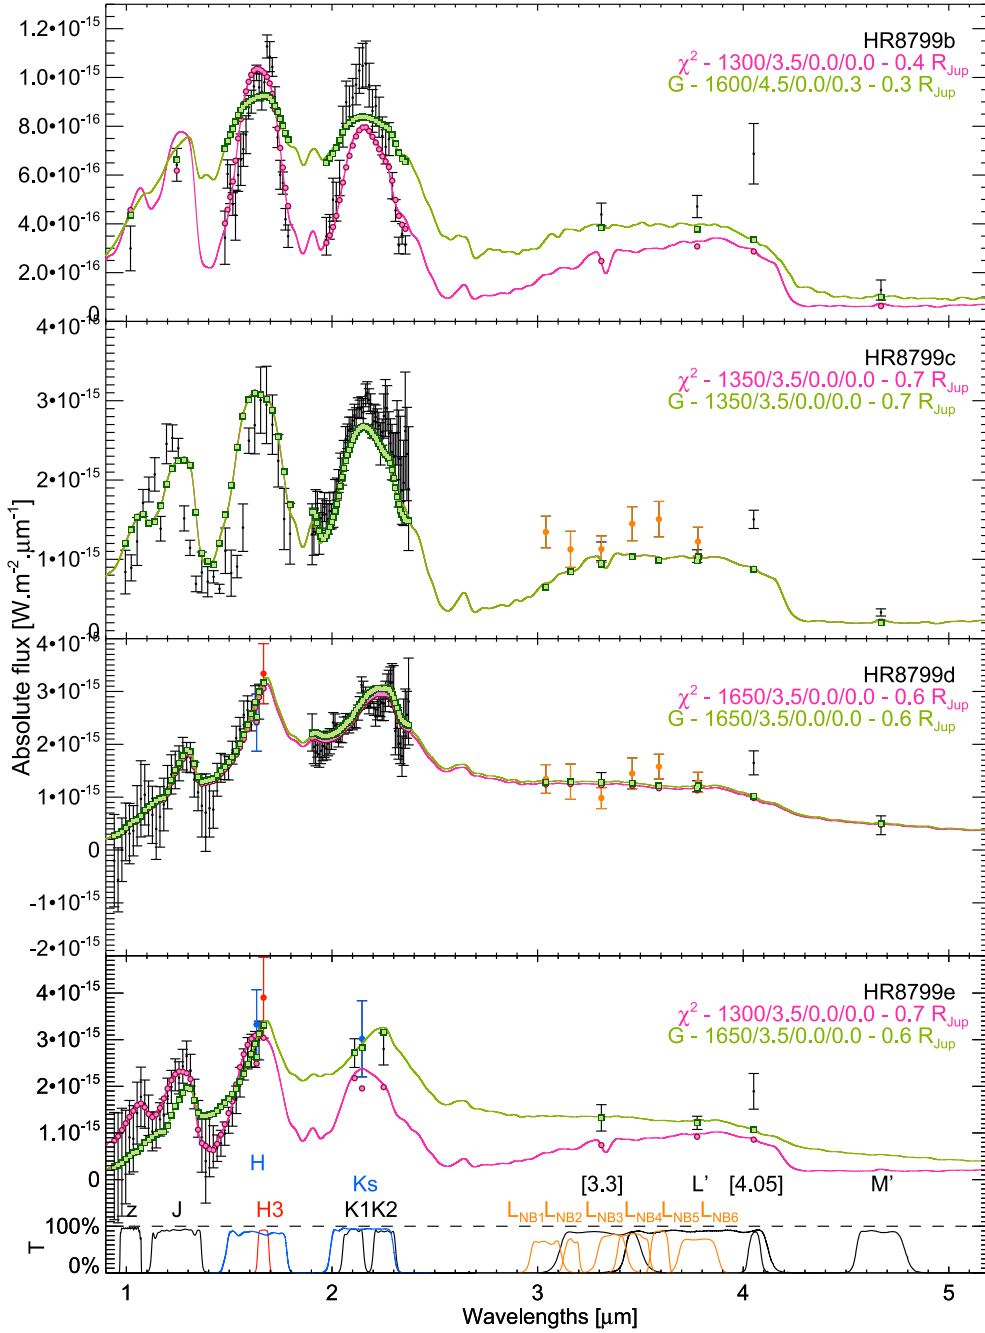 1.2•10⁻¹⁵
1.0•10⁻¹⁵
8.0•10⁻¹⁶
6.0•10⁻¹⁶
4.0•10⁻¹⁶
2.0•10⁻¹⁶
0
HR8799b
χ² - 1300/3.5/0.0/0.0 - 0.4 R_Jup
G - 1600/4.5/0.0/0.3 - 0.3 R_Jup
4•10⁻¹⁵
3•10⁻¹⁵
2•10⁻¹⁵
1•10⁻¹⁵
0
HR8799c
χ² - 1350/3.5/0.0/0.0 - 0.7 R_Jup
G - 1350/3.5/0.0/0.0 - 0.7 R_Jup
Absolute flux [W.m⁻².μm⁻¹]
4•10⁻¹⁵
3•10⁻¹⁵
2•10⁻¹⁵
1•10⁻¹⁵
0
-1•10⁻¹⁵
-2•10⁻¹⁵
HR8799d
χ² - 1650/3.5/0.0/0.0 - 0.6 R_Jup
G - 1650/3.5/0.0/0.0 - 0.6 R_Jup
4•10⁻¹⁵
3•10⁻¹⁵
2•10⁻¹⁵
1•10⁻¹⁵
0
HR8799e
χ² - 1300/3.5/0.0/0.0 - 0.7 R_Jup
G - 1650/3.5/0.0/0.0 - 0.6 R_Jup
H Ks [3.3] L' [4.05] M'
z J H3 K1 K2 L_NB1 L_NB2 L_NB3 L_NB4 L_NB5 L_NB6
100%
T
0%
1 2 3 4 5
Wavelengths [μm]